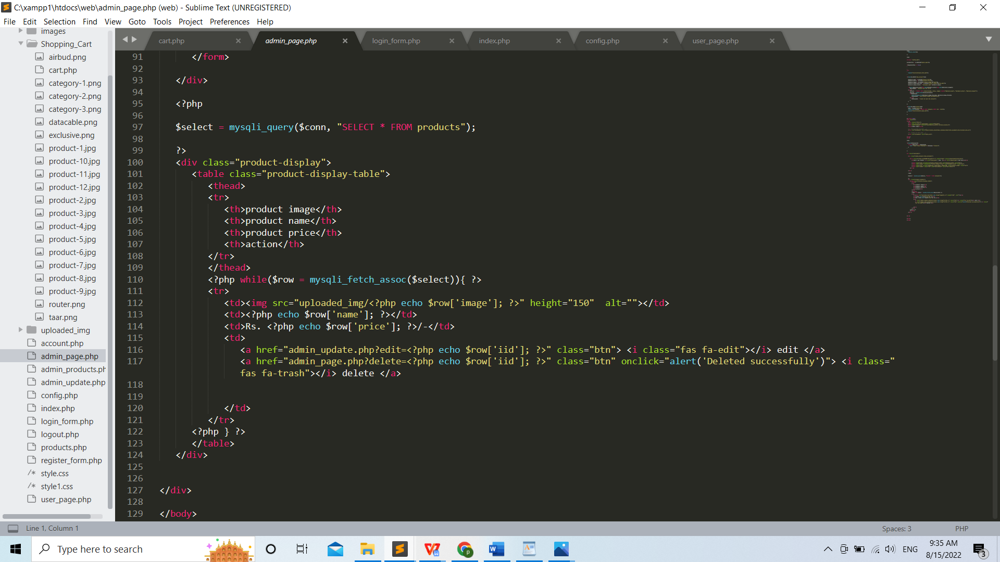 C:\xampp1\htdocs\web\admin_page.php (web) - Sublime Text (UNREGISTERED)
File Edit Selection Find View Goto Tools Project Preferences Help
images
Shopping_Cart
airbud.png
cart.php
category-1.png
category-2.png
category-3.png
datacable.png
exclusive.png
product-1.jpg
product-10.jpg
product-11.jpg
product-12.jpg
product-2.jpg
product-3.jpg
product-4.jpg
product-5.jpg
product-6.jpg
product-7.jpg
product-8.jpg
product-9.jpg
router.png
taar.png
uploaded_img
account.php
admin_page.php
admin_products.ph
admin_update.php
config.php
index.php
login_form.php
logout.php
products.php
register_form.php
/* style.css
/* style1.css
user_page.php
cart.php admin_page.php login_form.php index.php config.php user_page.php
91 </form>
92
93 </div>
94
95 <?php
96
97 $select = mysqli_query($conn, "SELECT * FROM products");
98
99 ?>
100 <div class="product-display">
101 <table class="product-display-table">
102 <thead>
103 <tr>
104 <th>product image</th>
105 <th>product name</th>
106 <th>product price</th>
107 <th>action</th>
108 </tr>
109 </thead>
110 <?php while($row = mysqli_fetch_assoc($select)){ ?>
111 <tr>
112 <td><img src="uploaded_img/<?php echo $row['image']; ?>" height="150"  alt=""></td>
113 <td><?php echo $row['name']; ?></td>
114 <td>Rs. <?php echo $row['price']; ?>/-</td>
115 <td>
116 <a href="admin_update.php?edit=<?php echo $row['iid']; ?>" class="btn"> <i class="fas fa-edit"></i> edit </a>
117 <a href="admin_page.php?delete=<?php echo $row['iid']; ?>" class="btn" onclick="alert('Deleted successfully')"> <i class="
fas fa-trash"></i> delete </a>
118
119
120 </td>
121 </tr>
122 <?php } ?>
123 </table>
124 </div>
125
126
127 </div>
128
129 </body>
Line 1, Column 1 Spaces: 3 PHP
Type here to search
ENG
9:35 AM
8/15/2022
3